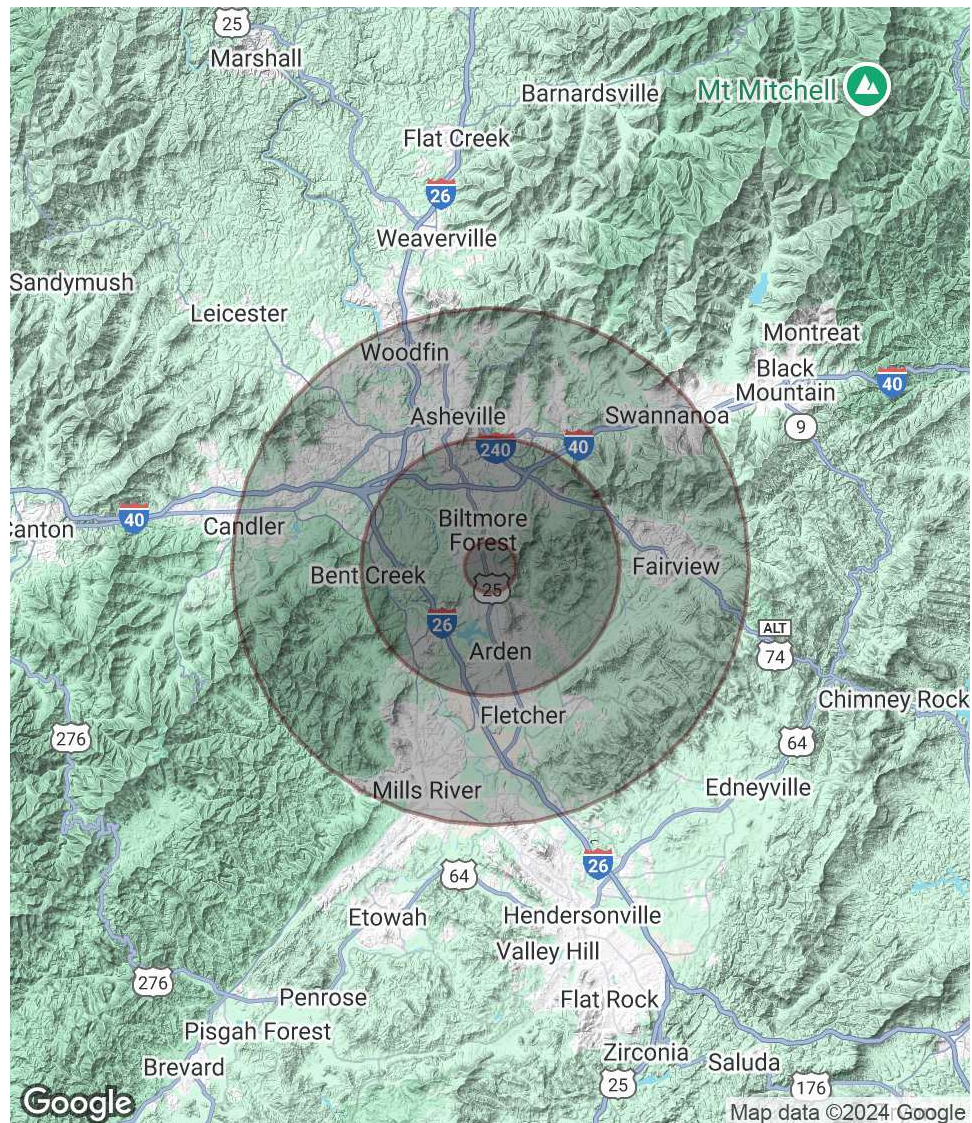 25
Marshall
Barnardsville
Mt Mitchell
Flat Creek
26
Weaverville
Sandymush
Leicester
Montreat
Woodfin
Black
Mountain
40
Asheville
Swannanoa
9
240
40
Biltmore
Forest
40
Candler
Canton
Fairview
Bent Creek
25
26
ALT
74
Arden
Chimney Rock
Fletcher
276
64
Edneyville
Mills River
26
64
Etowah
Hendersonville
Valley Hill
276
Penrose
Flat Rock
Pisgah Forest
Zirconia
Brevard
Saluda
25
176
Google
Map data ©2024 Google